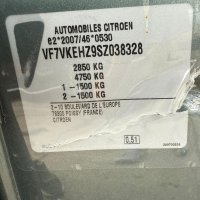 AUTOMOBILES CITROEN
e2*2007/46*0530
VF7VKEHZ9SZ038328
2850 kg
4750 kg
1 - 1500 kg
2 - 1500 kg
2-10 BOULEVARD DE L'EUROPE
78300 POISSY (FRANCE)
CITROEN
0.51